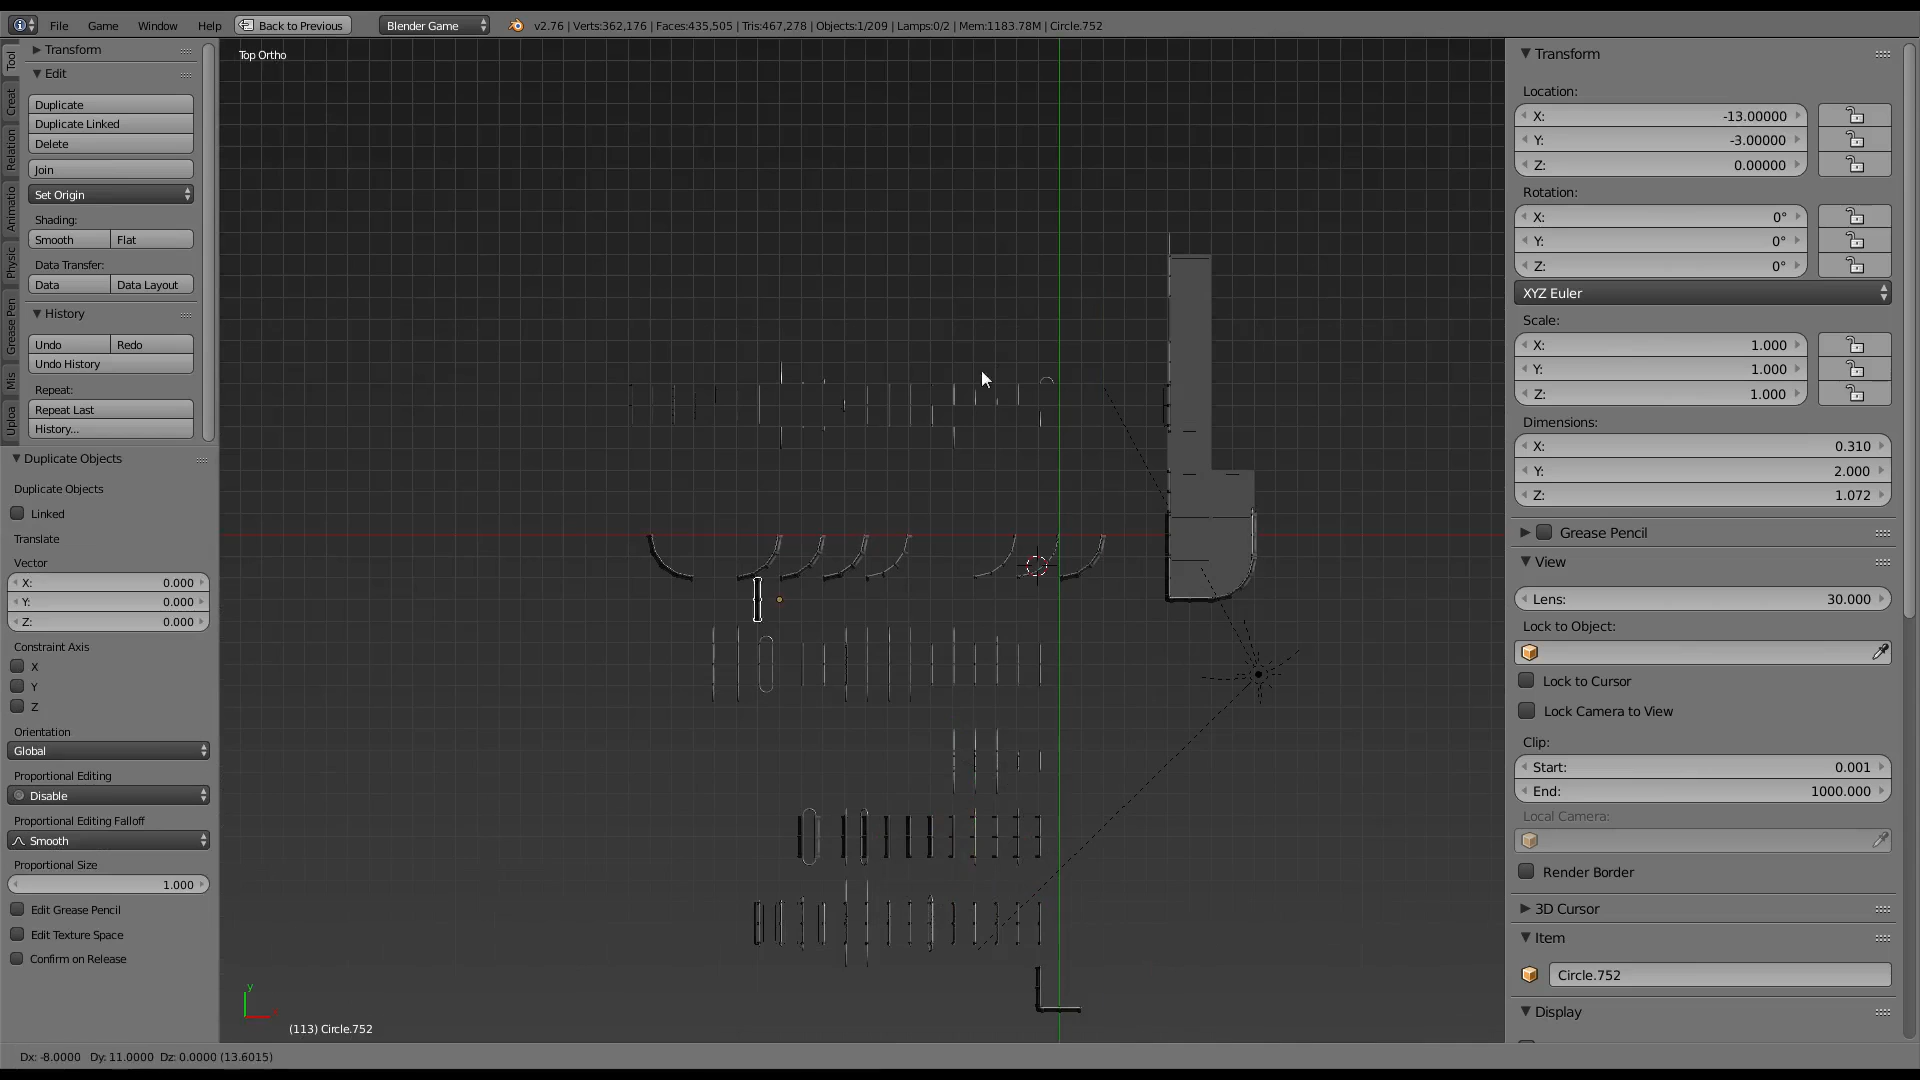 File Game Window Help Back to Previous Blender Game v2.76 | Verts:362,176 | Faces:435,505 | Tris:467,278 | Objects:1/209 | Lamps:0/2 | Mem:1183.78M | Circle.752
Tool
Creat
Relation
Animatio
Physic
Grease Pen
Mis
Uploa
Transform
Edit
Duplicate
Duplicate Linked
Delete
Join
Set Origin
Shading:
Smooth Flat
Data Transfer:
Data Data Layout
History
Undo Redo
Undo History
Repeat:
Repeat Last
History...
Duplicate Objects
Duplicate Objects
Linked
Translate
Vector
X: 0.000
Y: 0.000
Z: 0.000
Constraint Axis
X
Y
Z
Orientation
Global
Proportional Editing
Disable
Proportional Editing Falloff
Smooth
Proportional Size
1.000
Edit Grease Pencil
Edit Texture Space
Confirm on Release
Top Ortho
y
(113) Circle.752
Dx: -8.0000 Dy: 11.0000 Dz: 0.0000 (13.6015)
Transform
Location:
X: -13.00000
Y: -3.00000
Z: 0.00000
Rotation:
X: 0°
Y: 0°
Z: 0°
XYZ Euler
Scale:
X: 1.000
Y: 1.000
Z: 1.000
Dimensions:
X: 0.310
Y: 2.000
Z: 1.072
Grease Pencil
View
Lens: 30.000
Lock to Object:
Lock to Cursor
Lock Camera to View
Clip:
Start: 0.001
End: 1000.000
Local Camera:
Render Border
3D Cursor
Item
Circle.752
Display